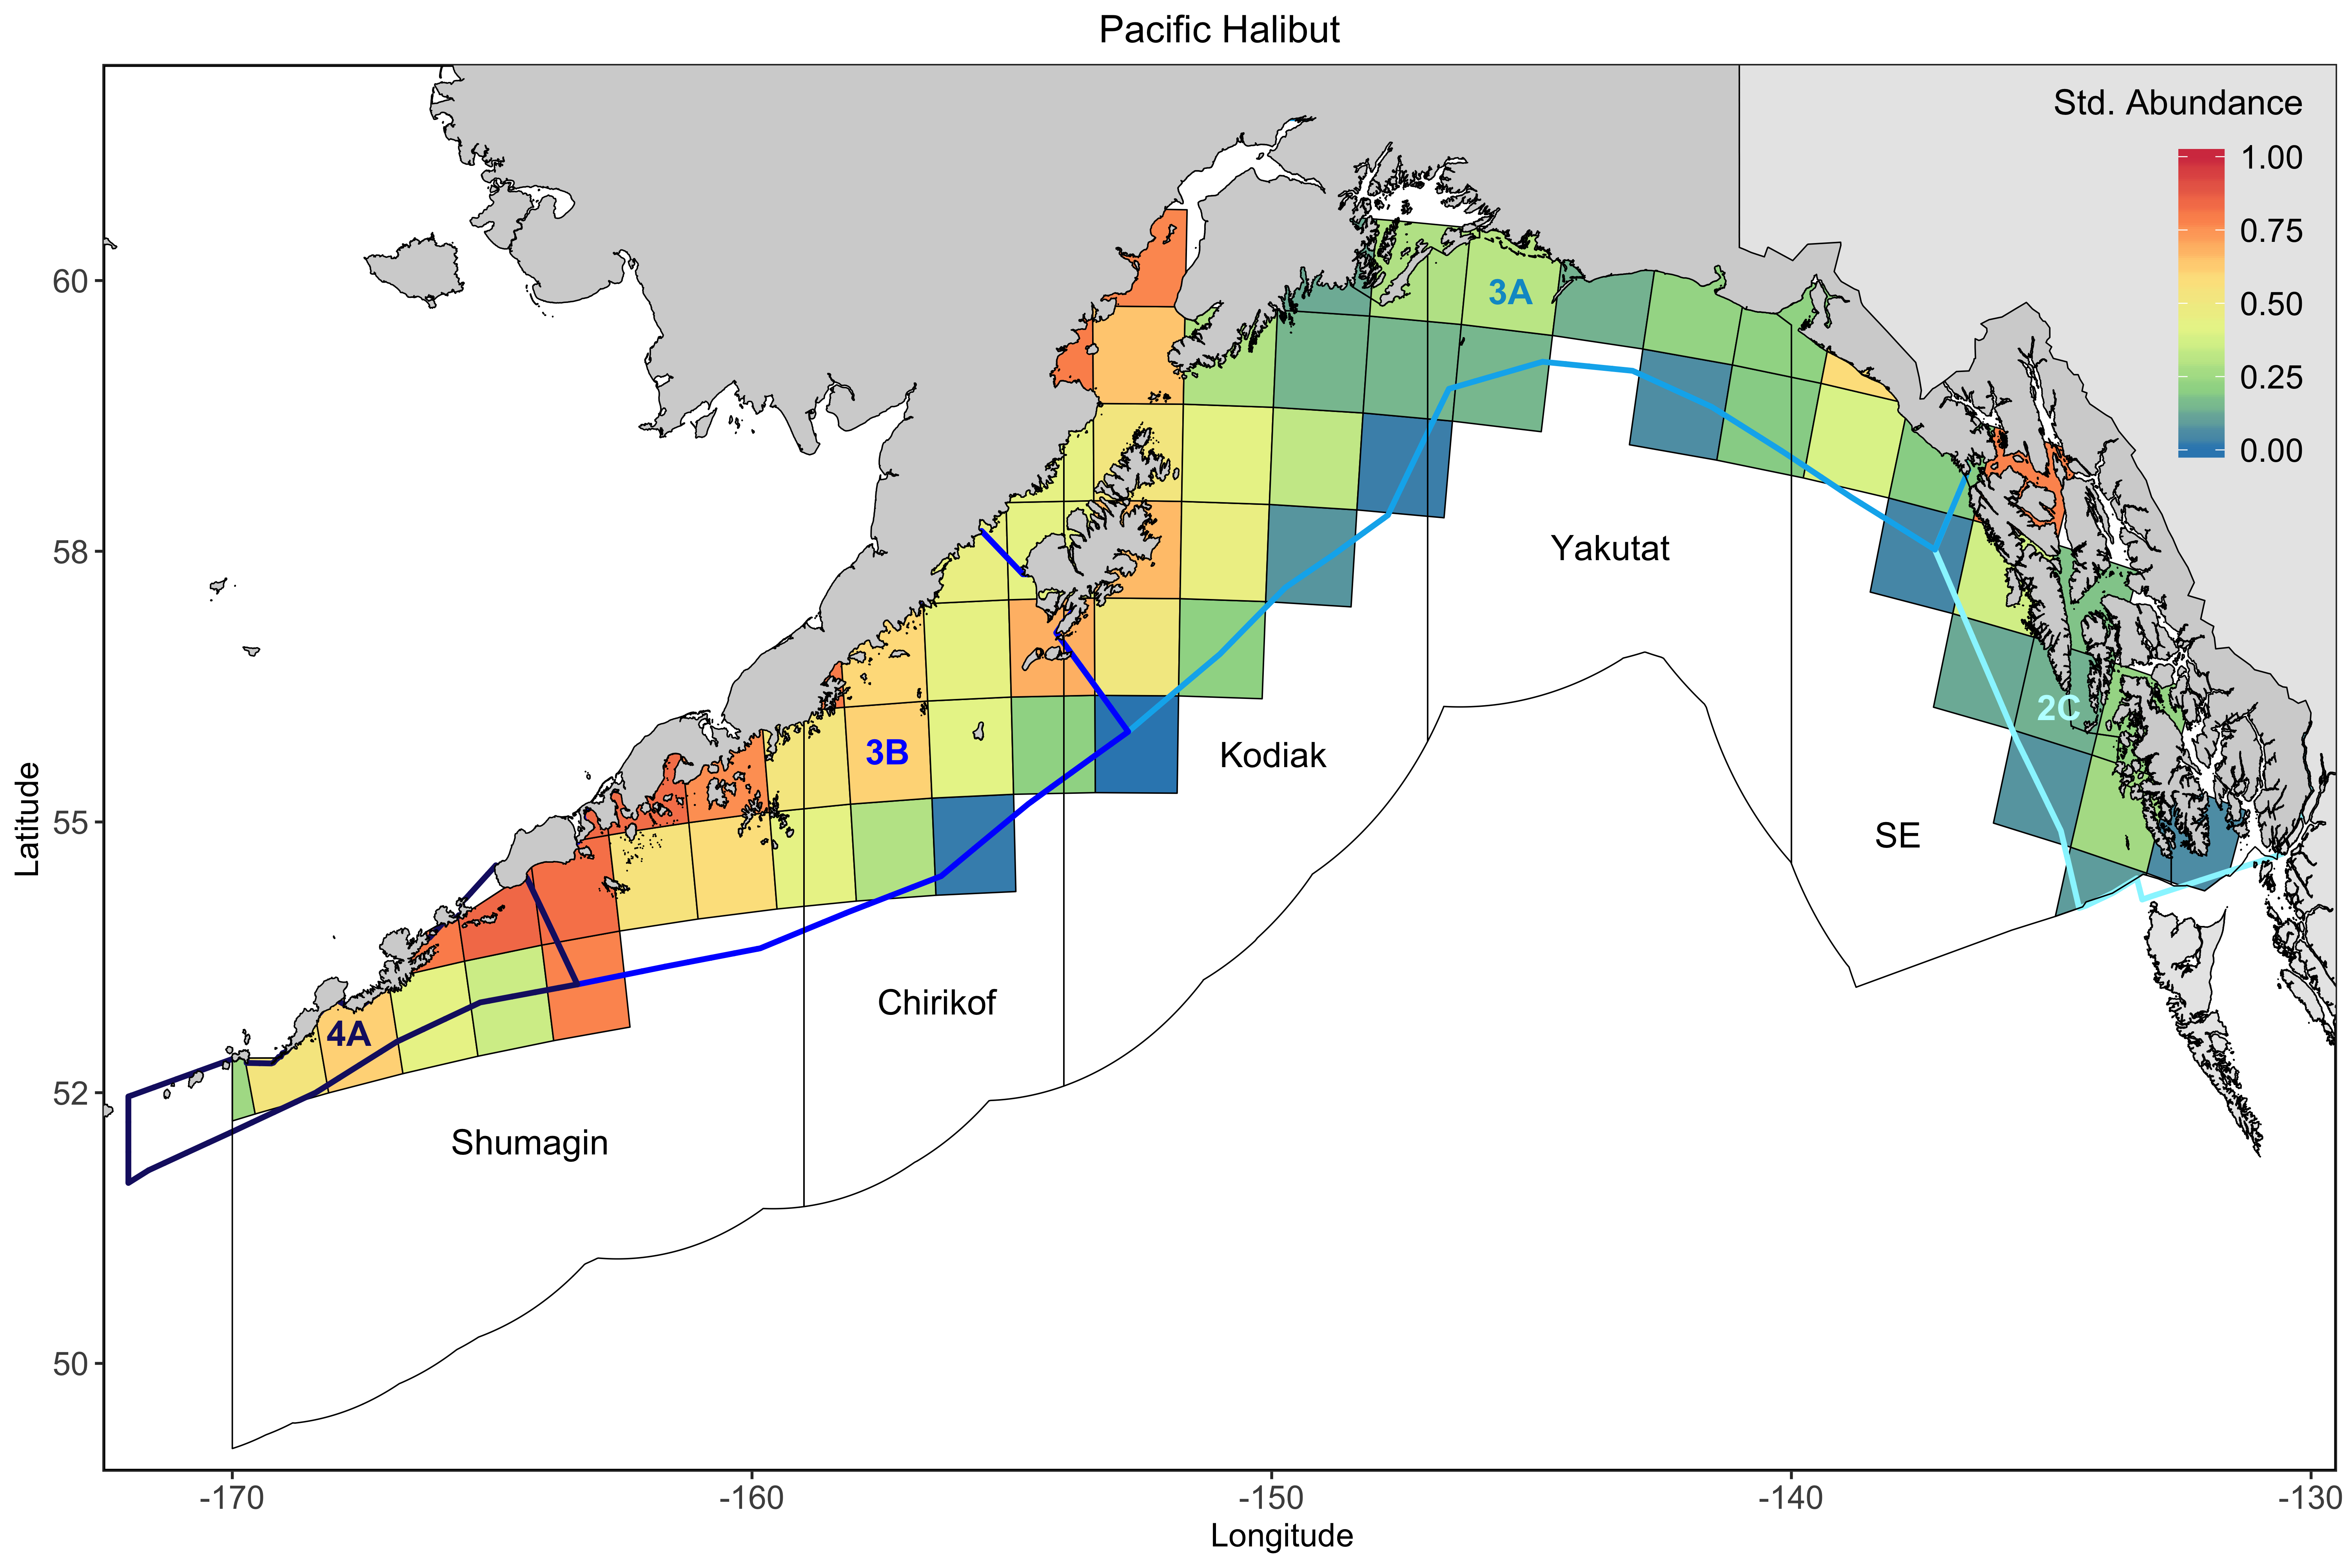 Pacific Halibut
Std. Abundance
1.00
0.75
0.50
0.25
0.00
60
58
55
52
50
Latitude
3A
Yakutat
2C
3B
Kodiak
SE
Chirikof
4A
Shumagin
-170
-160
-150
-140
-130
Longitude